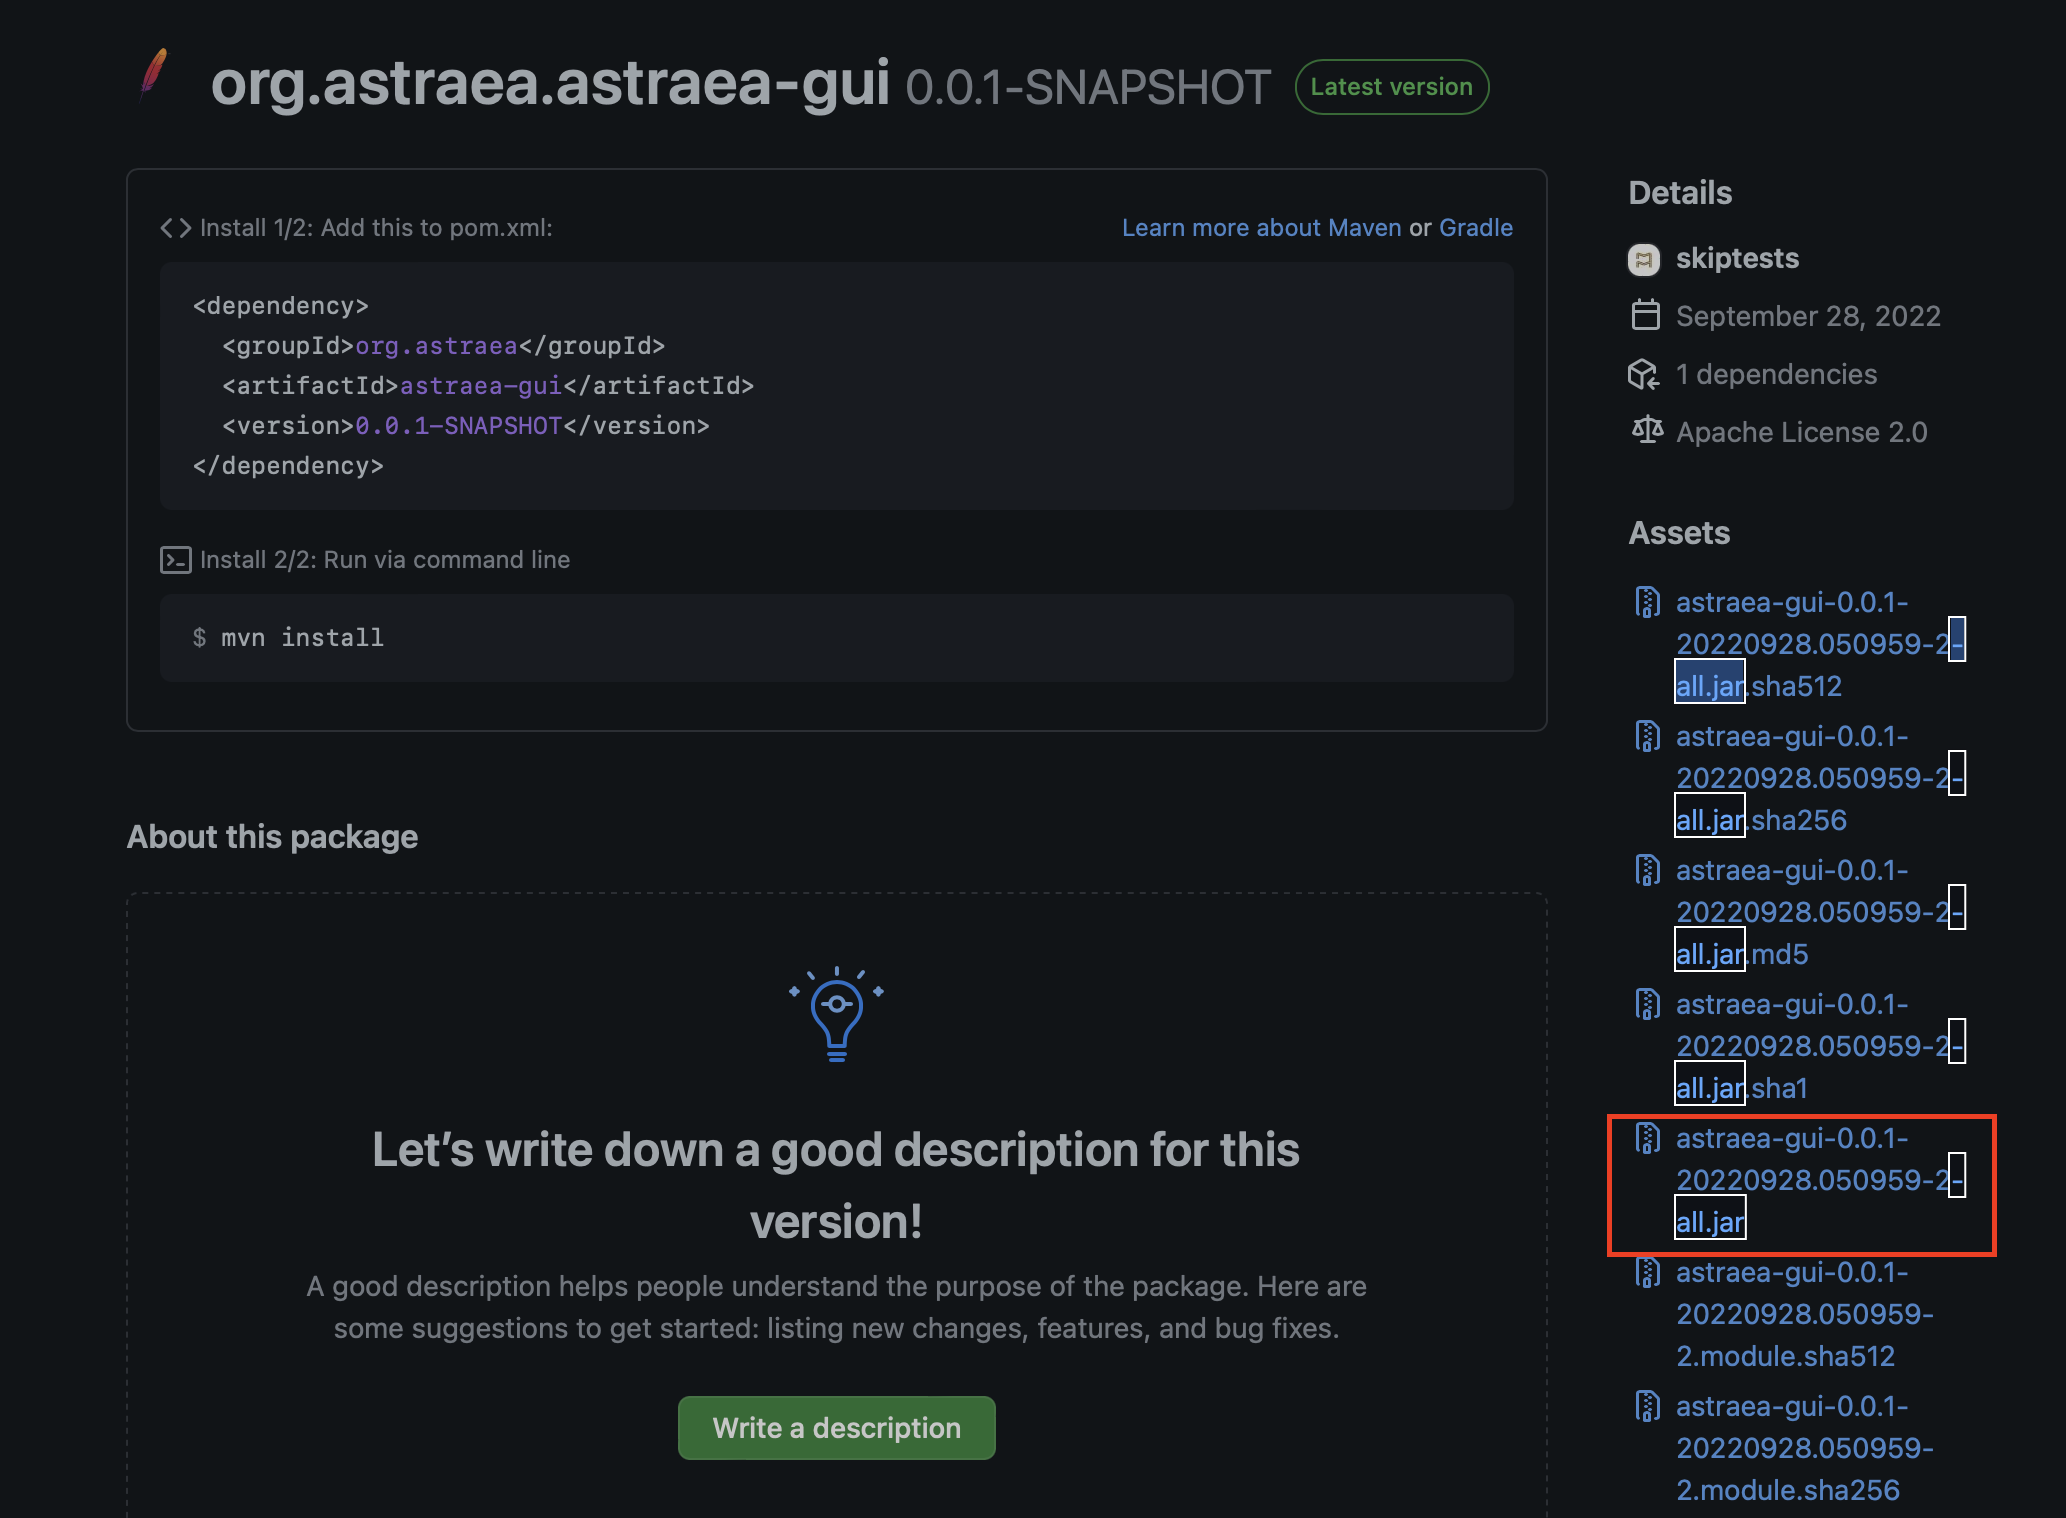 org.astraea.astraea-gui 0.0.1-SNAPSHOT Latest version
Install 1/2: Add this to pom.xml:
Learn more about Maven or Gradle
<dependency>
  <groupId>org.astraea</groupId>
  <artifactId>astraea-gui</artifactId>
  <version>0.0.1-SNAPSHOT</version>
</dependency>
Install 2/2: Run via command line
$ mvn install
About this package
Let’s write down a good description for this
version!
A good description helps people understand the purpose of the package. Here are
some suggestions to get started: listing new changes, features, and bug fixes.
Write a description
Details
skiptests
September 28, 2022
1 dependencies
Apache License 2.0
Assets
astraea-gui-0.0.1-
20220928.050959-2-
all.jar.sha512
astraea-gui-0.0.1-
20220928.050959-2-
all.jar.sha256
astraea-gui-0.0.1-
20220928.050959-2-
all.jar.md5
astraea-gui-0.0.1-
20220928.050959-2-
all.jar.sha1
astraea-gui-0.0.1-
20220928.050959-2-
all.jar
astraea-gui-0.0.1-
20220928.050959-
2.module.sha512
astraea-gui-0.0.1-
20220928.050959-
2.module.sha256